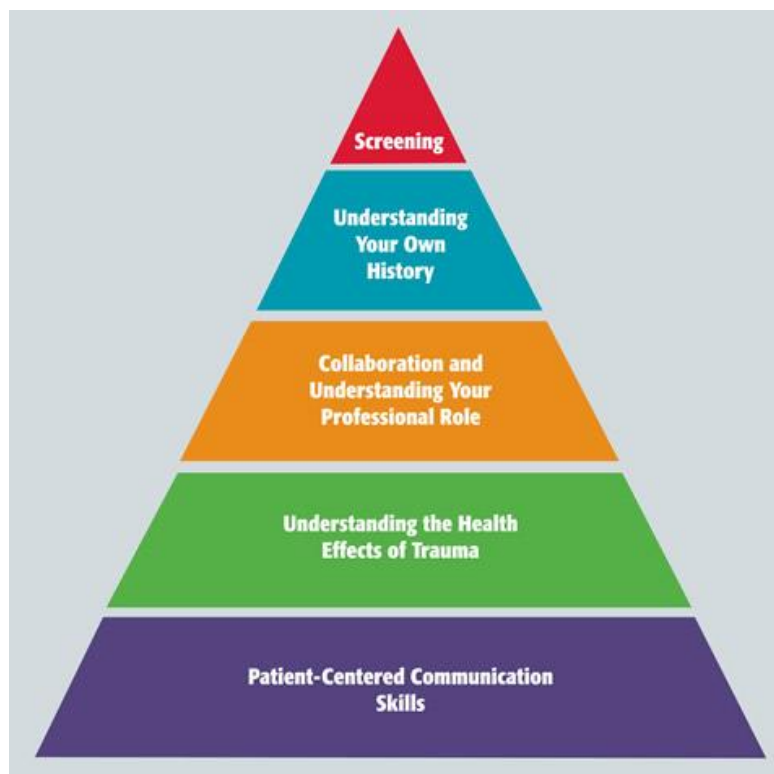 Screening
Understanding
Your Own
History
Collaboration and
Understanding Your
Professional Role
Understanding the Health
Effects of Trauma
Patient-Centered Communication
Skills